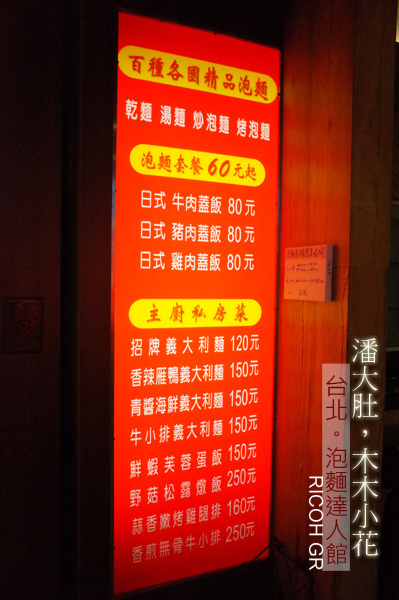 百種各國精品泡麵
乾麵 湯麵 炒泡麵 烤泡麵
泡麵套餐60元起
日式 牛肉蓋飯 80元
日式 豬肉蓋飯 80元
日式 雞肉蓋飯 80元
主廚私房菜
招牌義大利麵 120元
香辣雁鴨義大利麵 150元
青醬海鮮義大利麵 150元
牛小排義大利麵 150元
鮮蝦芙蓉蛋飯 150元
野菇松露燉飯 250元
蒜香嫩烤雞腿排 160元
香煎無骨牛小排 250元
潘大肚，木木小花
台北。泡麵達人館
RICOH GR